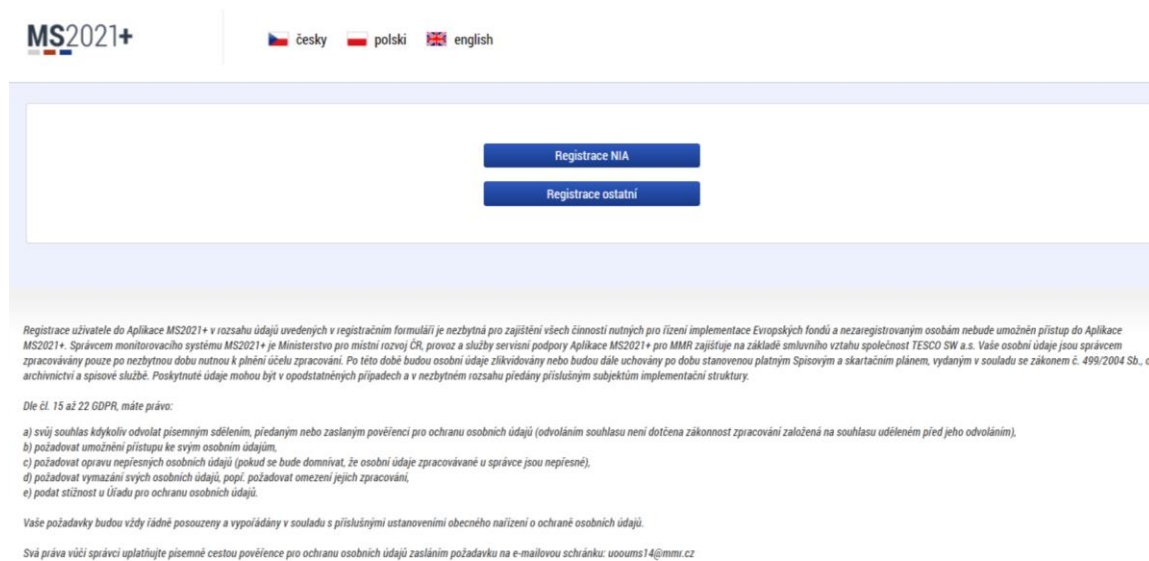 MS2021+
česky polski english
Registrace NIA
Registrace ostatní
Registrace uživatele do Aplikace MS2021+ v rozsahu údajů uvedených v registračním formuláři je nezbytná pro zajištění všech činností nutných pro řízení implementace Evropských fondů a nezaregistrovaným osobám nebude umožněn přístup do Aplikace
MS2021+. Správcem monitorovacího systému MS2021+ je Ministerstvo pro místní rozvoj ČR, provoz a služby servisní podpory Aplikace MS2021+ pro MMR zajišťuje na základě smluvního vztahu společnost TESCO SW a.s. Vaše osobní údaje jsou správcem
zpracovávány pouze po nezbytnou dobu nutnou k plnění účelu zpracování. Po této době budou osobní údaje zlikvidovány nebo budou dále uchovány po dobu stanovenou platným Spisovým a skartačním plánem, vydaným v souladu se zákonem č. 499/2004 Sb., o
archivnictví a spisové službě. Poskytnuté údaje mohou být v opodstatněných případech a v nezbytném rozsahu předány příslušným subjektům implementační struktury.
Dle čl. 15 až 22 GDPR, máte právo:
a) svůj souhlas kdykoliv odvolat písemným sdělením, předaným nebo zaslaným pověřenci pro ochranu osobních údajů (odvoláním souhlasu není dotčena zákonnost zpracování založená na souhlasu uděleném před jeho odvoláním),
b) požadovat umožnění přístupu ke svým osobním údajům,
c) požadovat opravu nepřesných osobních údajů (pokud se bude domnívat, že osobní údaje zpracovávané u správce jsou nepřesné),
d) požadovat vymazání svých osobních údajů, popř. požadovat omezení jejich zpracování,
e) podat stížnost u Úřadu pro ochranu osobních údajů.
Vaše požadavky budou vždy řádně posouzeny a vypořádány v souladu s příslušnými ustanoveními obecného nařízení o ochraně osobních údajů.
Svá práva vůči správci uplatňujte písemně cestou pověřence pro ochranu osobních údajů zasláním požadavku na e-mailovou schránku: uooums14@mmr.cz